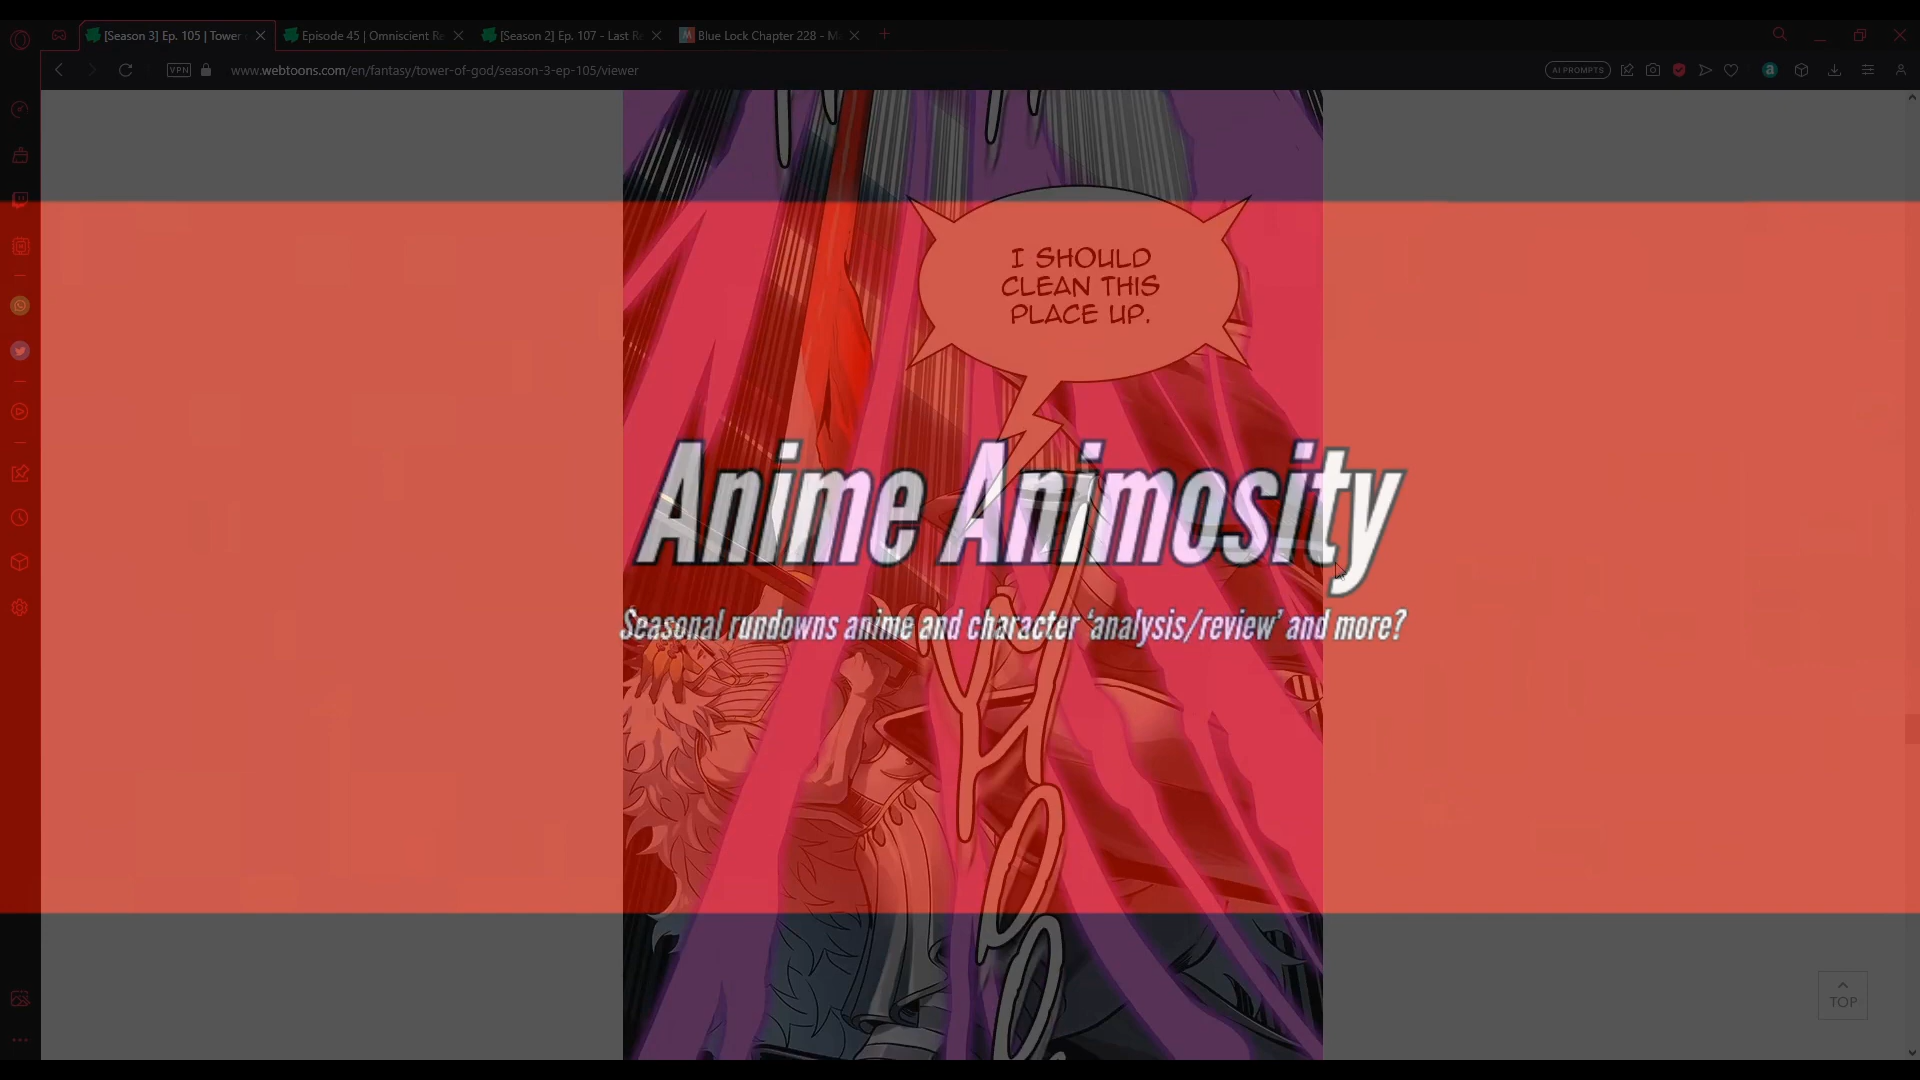 [Season 3] Ep. 105 | Tower
Episode 45 | Omniscient Re
[Season 2] Ep. 107 - Last Re
Blue Lock Chapter 228 - M
VPN
www.webtoons.com/en/fantasy/tower-of-god/season-3-ep-105/viewer
AI PROMPTS
I SHOULD
CLEAN THIS
PLACE UP.
Anime Animosity
Seasonal rundowns anime and character ‘analysis/review’ and more?
TOP